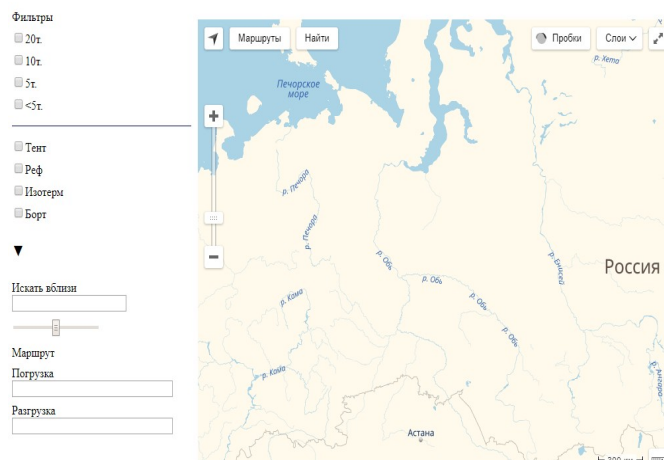 Фильтры
20т.
10т.
5т.
<5т.
Тент
Реф
Изотерм
Борт
Искать вблизи
Маршрут
Погрузка
Разгрузка
Маршруты
Найти
Пробки
Слои
р. Хета
Печорское
море
р. Печора
р. Печора
р. Обь
р. Обь
р. Обь
р. Обь
р. Енисей
Россия
р. Кама
р. Кама
р. Ангара
Астана